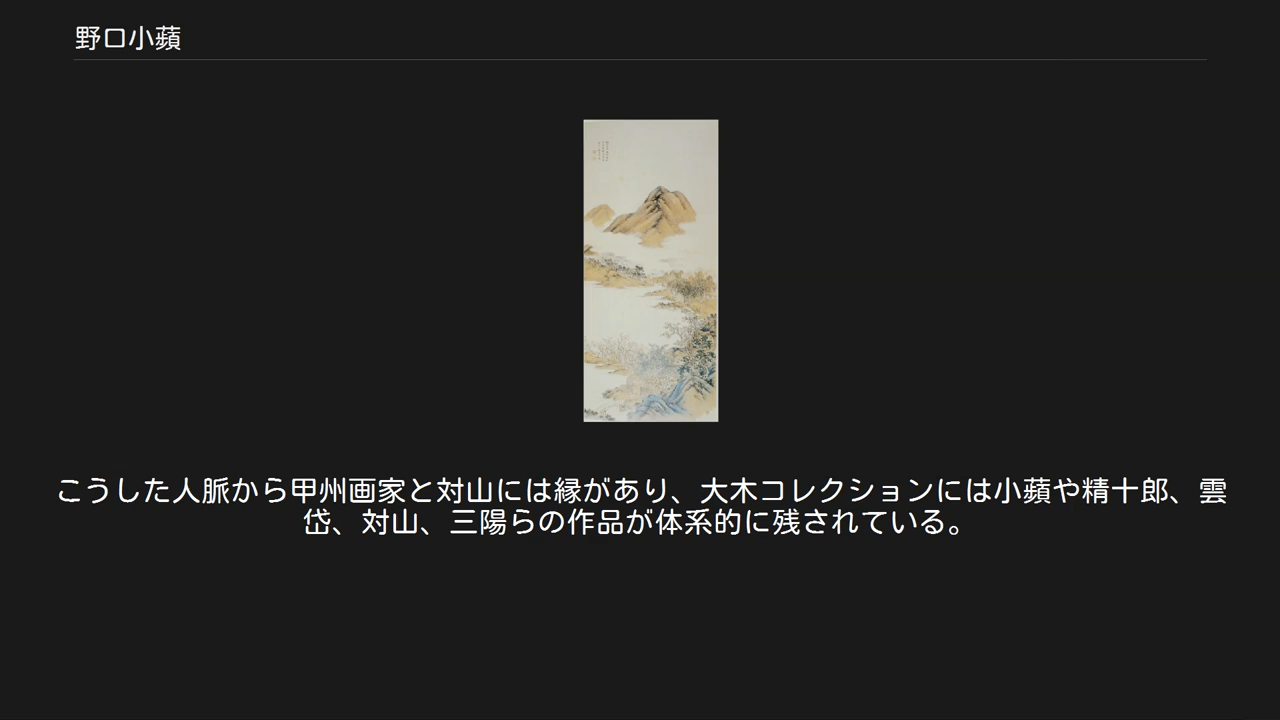 野口小蘋
こうした人脈から甲州画家と対山には縁があり、大木コレクションには小蘋や精十郎、雲
岱、対山、三陽らの作品が体系的に残されている。